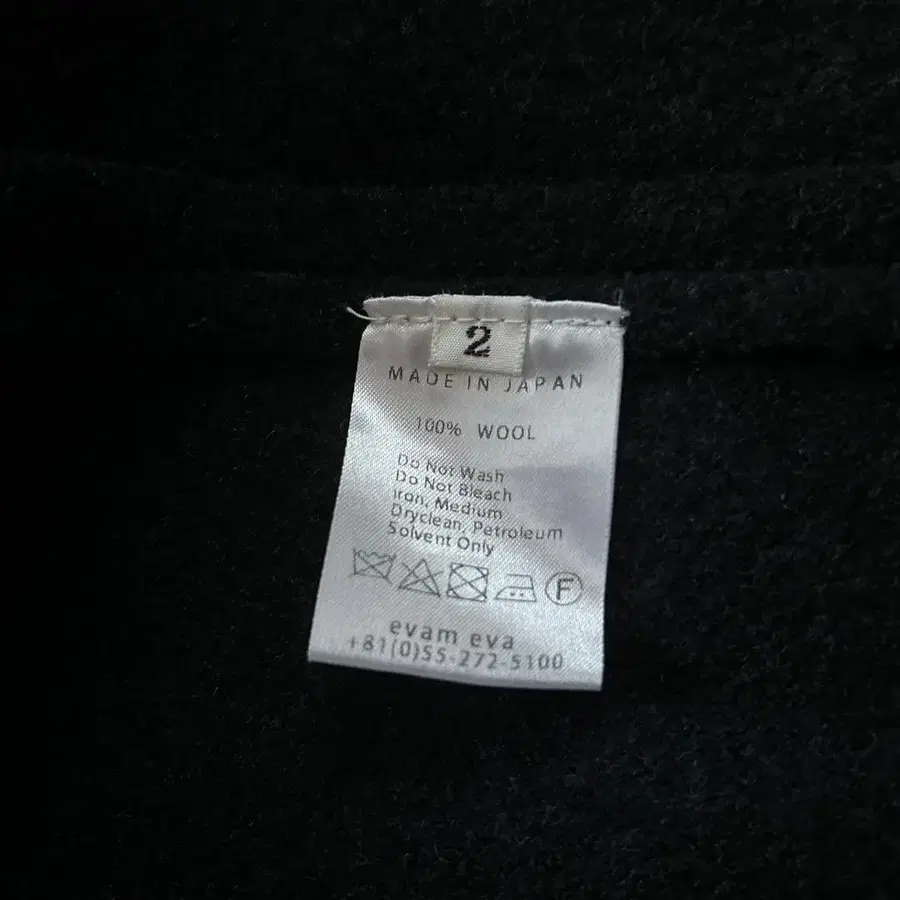 2
MADE IN JAPAN
100% WOOL
Do Not Wash
Do Not Bleach
Iron, Medium
Dryclean, Petroleum
Solvent Only
F
evam eva
+81(0)55-272-5100